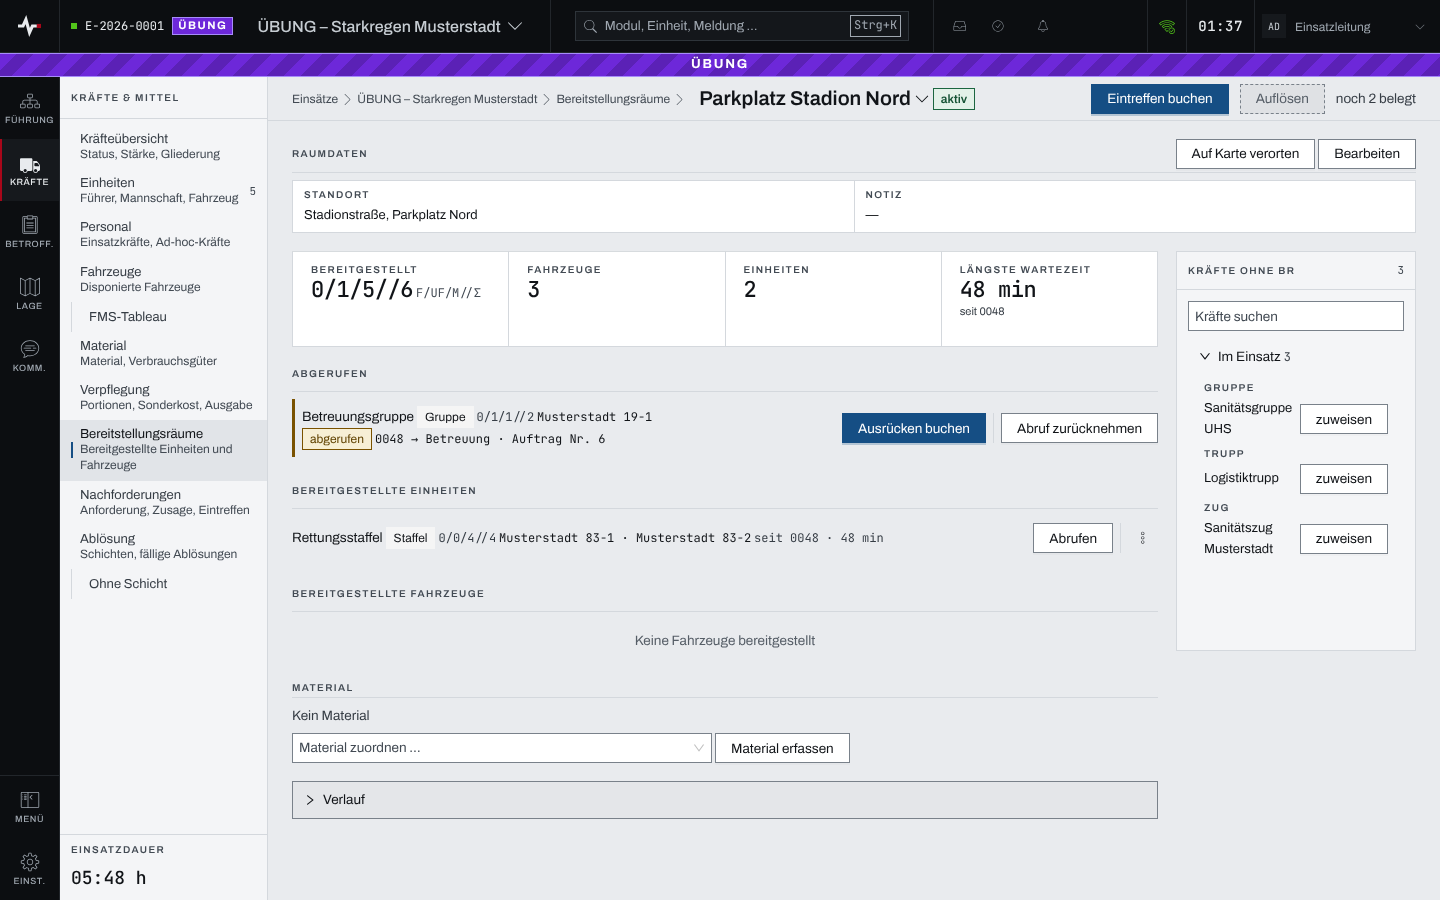 E-2026-0001 ÜBUNG ÜBUNG – Starkregen Musterstadt Modul, Einheit, Meldung ... Strg+K 01:37 AD Einsatzleitung
ÜBUNG
FÜHRUNG
KRÄFTE
BETROFF.
LAGE
KOMM.
MENÜ
EINST.
KRÄFTE & MITTEL
Kräfteübersicht
Status, Stärke, Gliederung
Einheiten
Führer, Mannschaft, Fahrzeug 5
Personal
Einsatzkräfte, Ad-hoc-Kräfte
Fahrzeuge
Disponierte Fahrzeuge
FMS-Tableau
Material
Material, Verbrauchsgüter
Verpflegung
Portionen, Sonderkost, Ausgabe
Bereitstellungsräume
Bereitgestellte Einheiten und
Fahrzeuge
Nachforderungen
Anforderung, Zusage, Eintreffen
Ablösung
Schichten, fällige Ablösungen
Ohne Schicht
EINSATZDAUER
05:48 h
Einsätze ÜBUNG – Starkregen Musterstadt Bereitstellungsräume Parkplatz Stadion Nord aktiv Eintreffen buchen Auflösen noch 2 belegt
RAUMDATEN Auf Karte verorten Bearbeiten
STANDORT
Stadionstraße, Parkplatz Nord
NOTIZ
—
BEREITGESTELLT
0/1/5//6 F/UF/M//Σ
FAHRZEUGE
3
EINHEITEN
2
LÄNGSTE WARTEZEIT
48 min
seit 0048
ABGERUFEN
Betreuungsgruppe Gruppe 0/1/1//2 Musterstadt 19-1
abgerufen 0048 → Betreuung · Auftrag Nr. 6
Ausrücken buchen Abruf zurücknehmen
BEREITGESTELLTE EINHEITEN
Rettungsstaffel Staffel 0/0/4//4 Musterstadt 83-1 · Musterstadt 83-2 seit 0048 · 48 min Abrufen
BEREITGESTELLTE FAHRZEUGE
Keine Fahrzeuge bereitgestellt
MATERIAL
Kein Material
Material zuordnen ... Material erfassen
Verlauf
KRÄFTE OHNE BR 3
Kräfte suchen
Im Einsatz 3
GRUPPE
Sanitätsgruppe
UHS
zuweisen
TRUPP
Logistiktrupp zuweisen
ZUG
Sanitätszug
Musterstadt
zuweisen